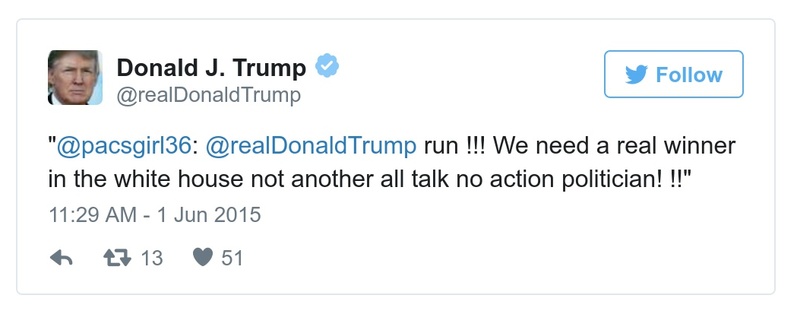 Donald J. Trump
@realDonaldTrump
Follow
"@pacsgirl36: @realDonaldTrump run !!! We need a real winner
in the white house not another all talk no action politician! !!"
11:29 AM - 1 Jun 2015
13 51